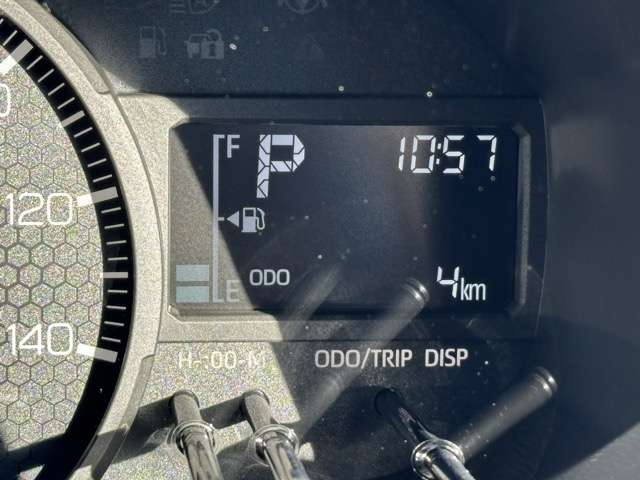 F
P
10:57
120
E
ODO
4km
140
H-00-M
ODO/TRIP DISP